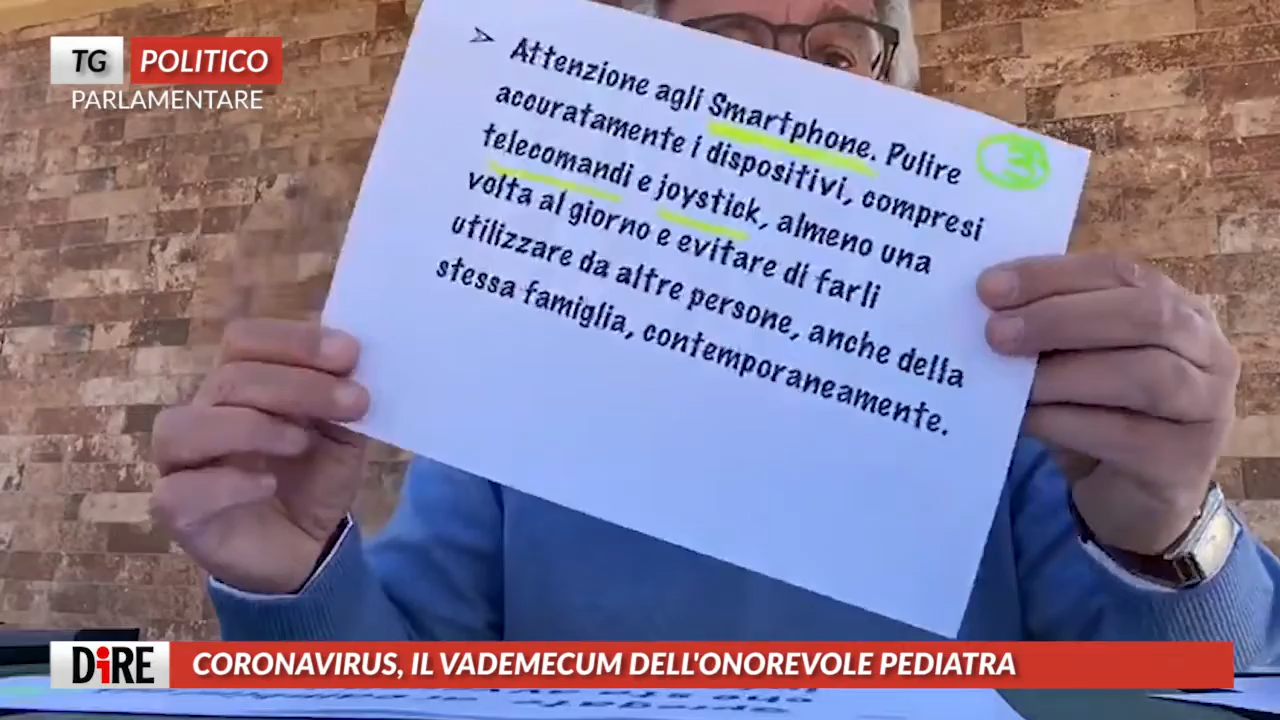 TG POLITICO
PARLAMENTARE
➢ Attenzione agli Smartphone. Pulire
accuratamente i dispositivi, compresi
telecomandi e joystick, almeno una
volta al giorno e evitare di farli
utilizzare da altre persone, anche della
stessa famiglia, contemporaneamente.
DiRE
CORONAVIRUS, IL VADEMECUM DELL'ONOREVOLE PEDIATRA